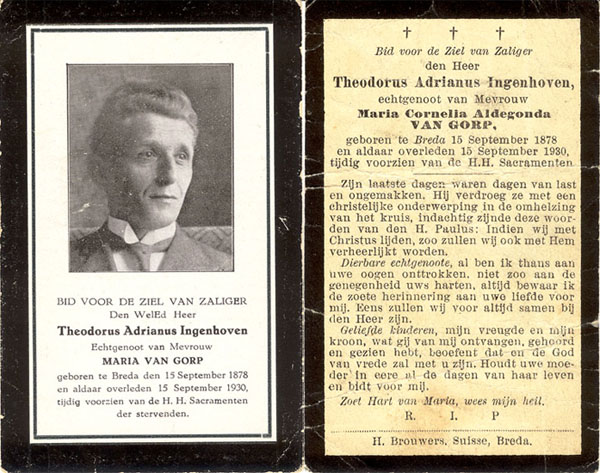 BID VOOR DE ZIEL VAN ZALIGER
Den WelEd Heer
Theodorus Adrianus Ingenhoven
Echtgenoot van Mevrouw
MARIA VAN GORP
geboren te Breda den 15 September 1878
en aldaar overleden 15 September 1930,
tijdig voorzien van de H. H. Sacramenten
der stervenden.
† † †
Bid voor de Ziel van Zaliger
den Heer
Theodorus Adrianus Ingenhoven,
echtgenoot van Mevrouw
Maria Cornelia Aldegonda
VAN GORP,
geboren te Breda 15 September 1878
en aldaar overleden 15 September 1930,
tijdig voorzien van de H.H. Sacramenten
Zijn laatste dagen waren dagen van last
en ongemakken. Hij verdroeg ze met een
christelijke onderwerping in de omhelzing
van het kruis, indachtig zijnde deze woor-
den van den H. Paulus: Indien wij met
Christus lijden, zoo zullen wij ook met Hem
verheerlijkt worden.
Dierbare echtgenoote, al ben ik thans aan
uwe oogen ontrokken, niet zoo aan de
genegenheid uws harten, altijd bewaar ik
de zoete herinnering aan uwe liefde voor
mij. Eens zullen wij voor altijd samen bij
den Heer zijn.
Geliefde kinderen, mijn vreugde en mijn
kroon, wat gij van mij ontvangen, gehoord
en gezien hebt, beoefent dat en de God
van vrede zal met u zijn. Houdt uwe moe-
der in eere al de dagen van haar leven
en bidt voor mij.
Zoet Hart van Maria, wees mijn heil.
R. I. P
H. Brouwers, Suisse, Breda.